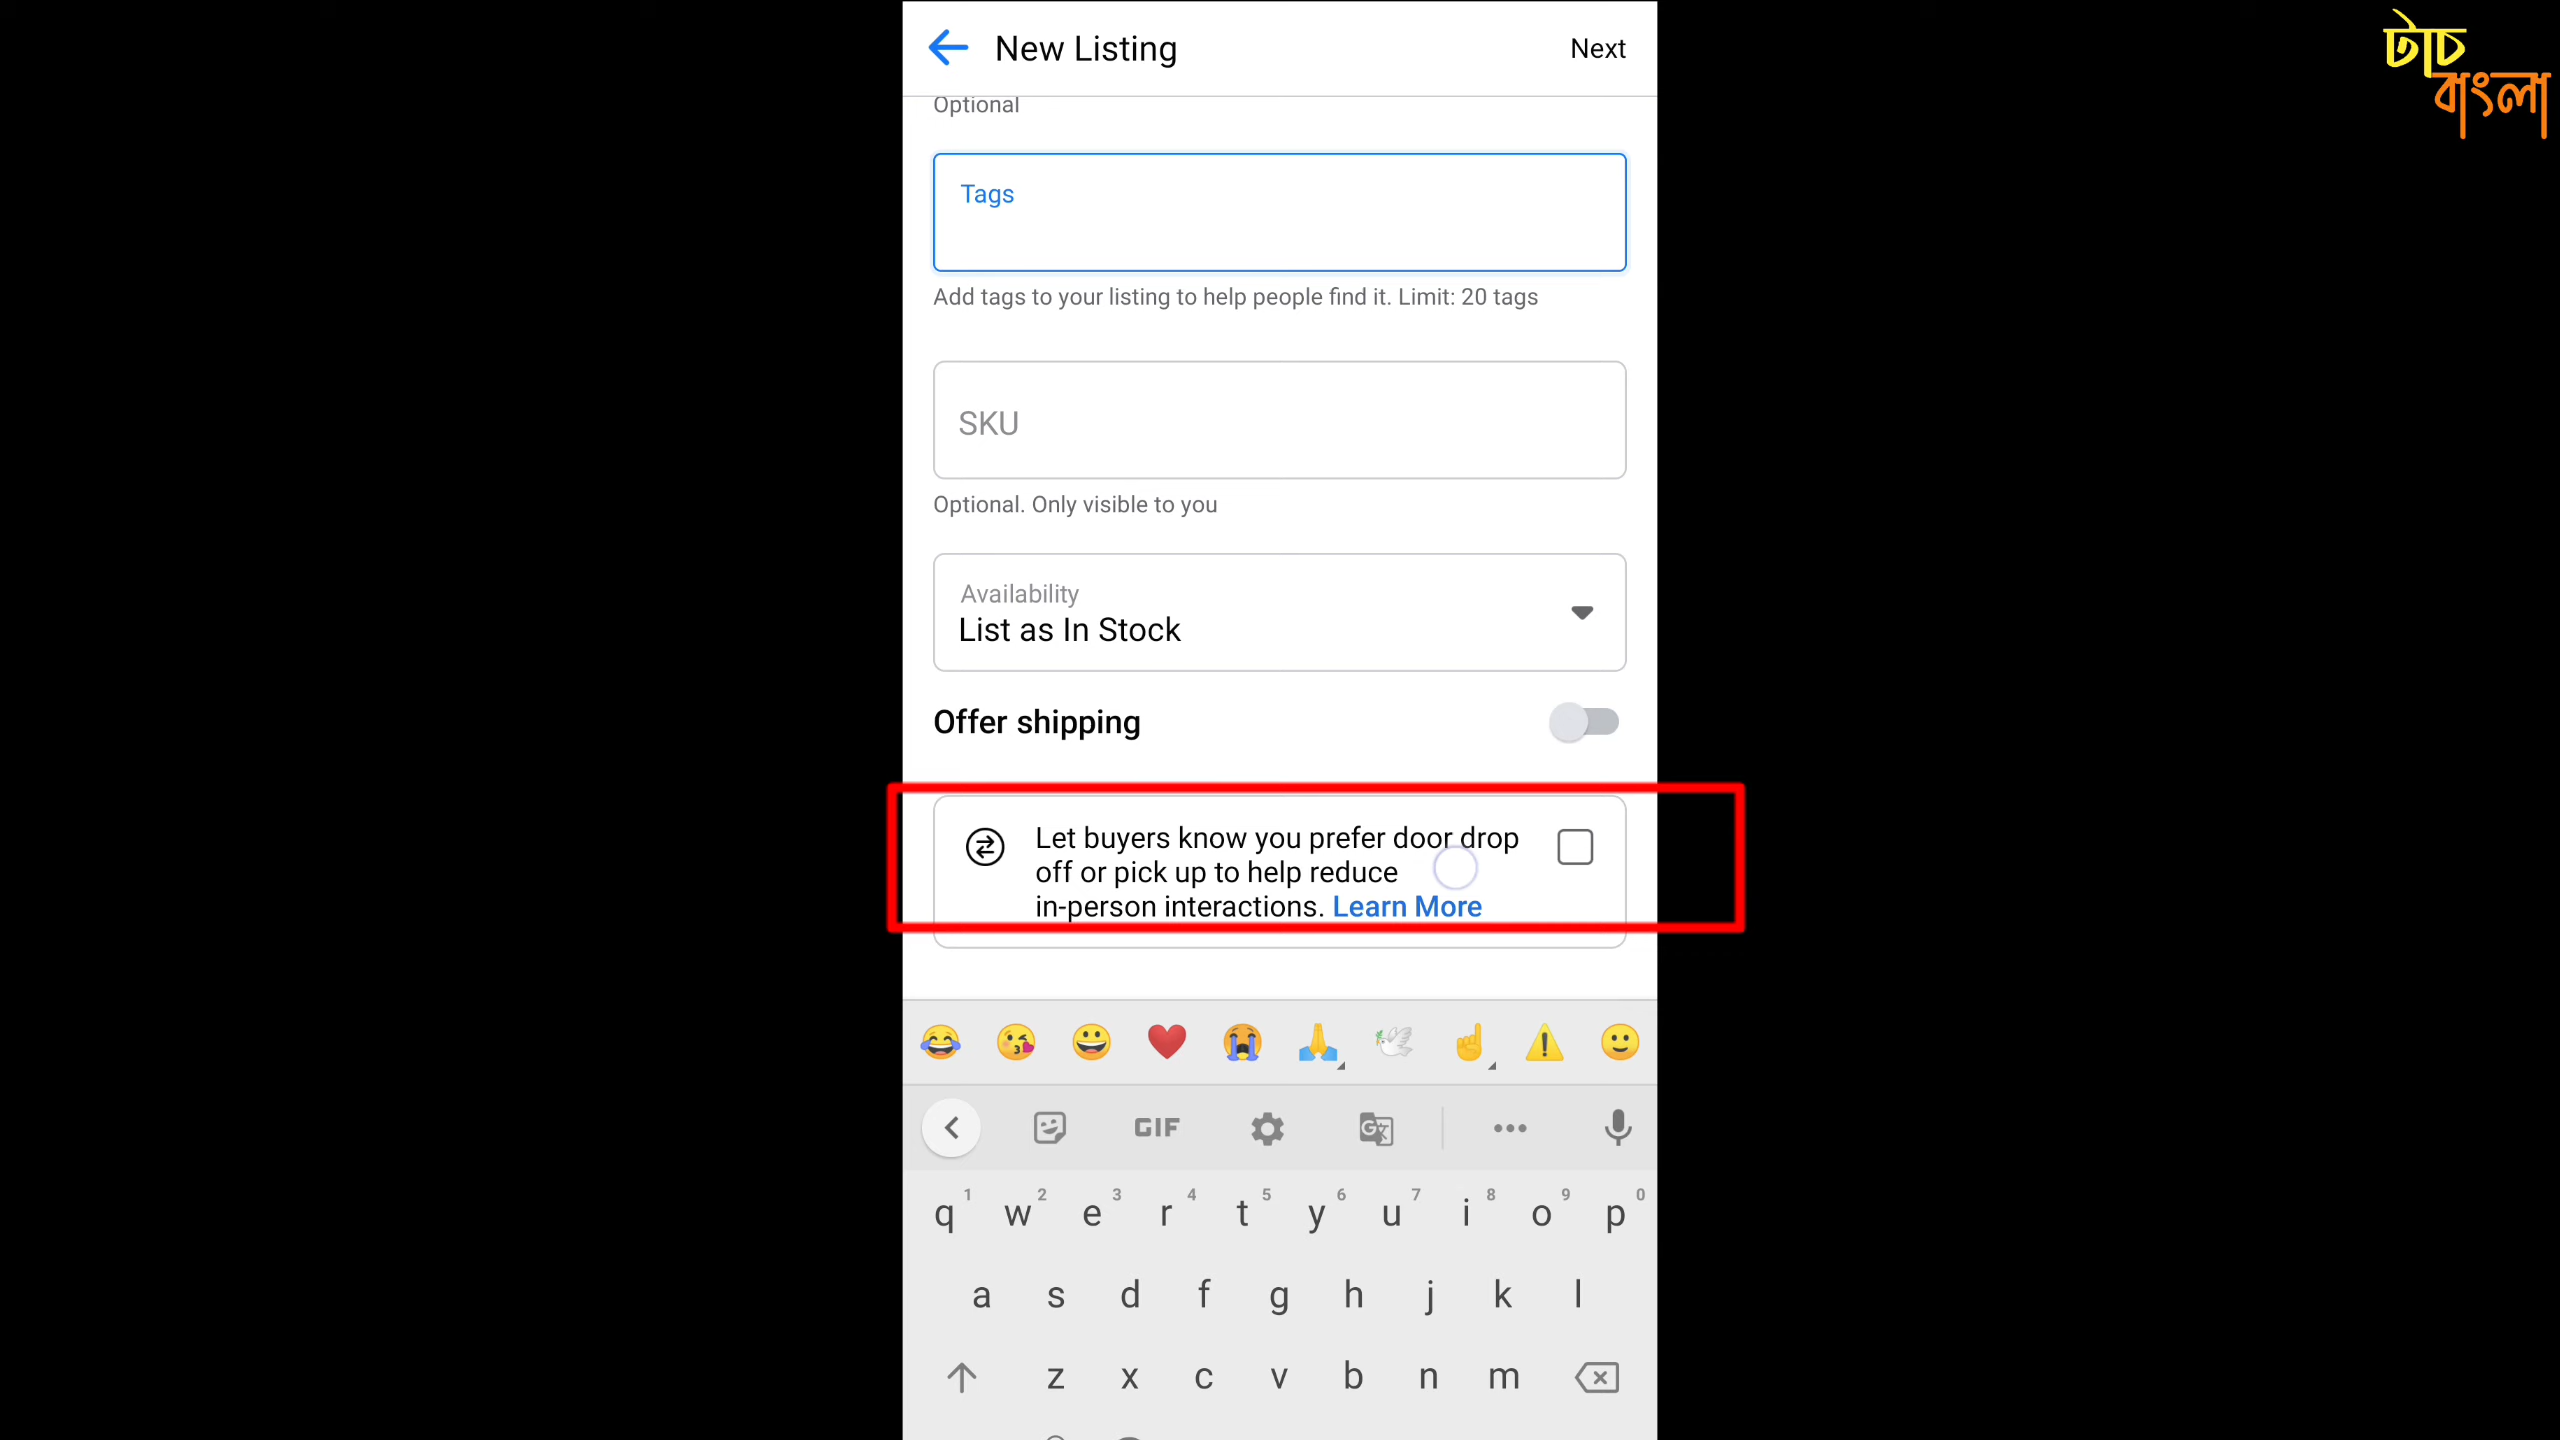 New Listing
Next
টাচ
বাংলা
Optional
Tags
Add tags to your listing to help people find it. Limit: 20 tags
SKU
Optional. Only visible to you
Availability
List as In Stock
Offer shipping
Let buyers know you prefer door drop
off or pick up to help reduce
in-person interactions. Learn More
GIF
G
1 2 3 4 5 6 7 8 9 0
q w e r t y u i o p
a s d f g h j k l
z x c v b n m